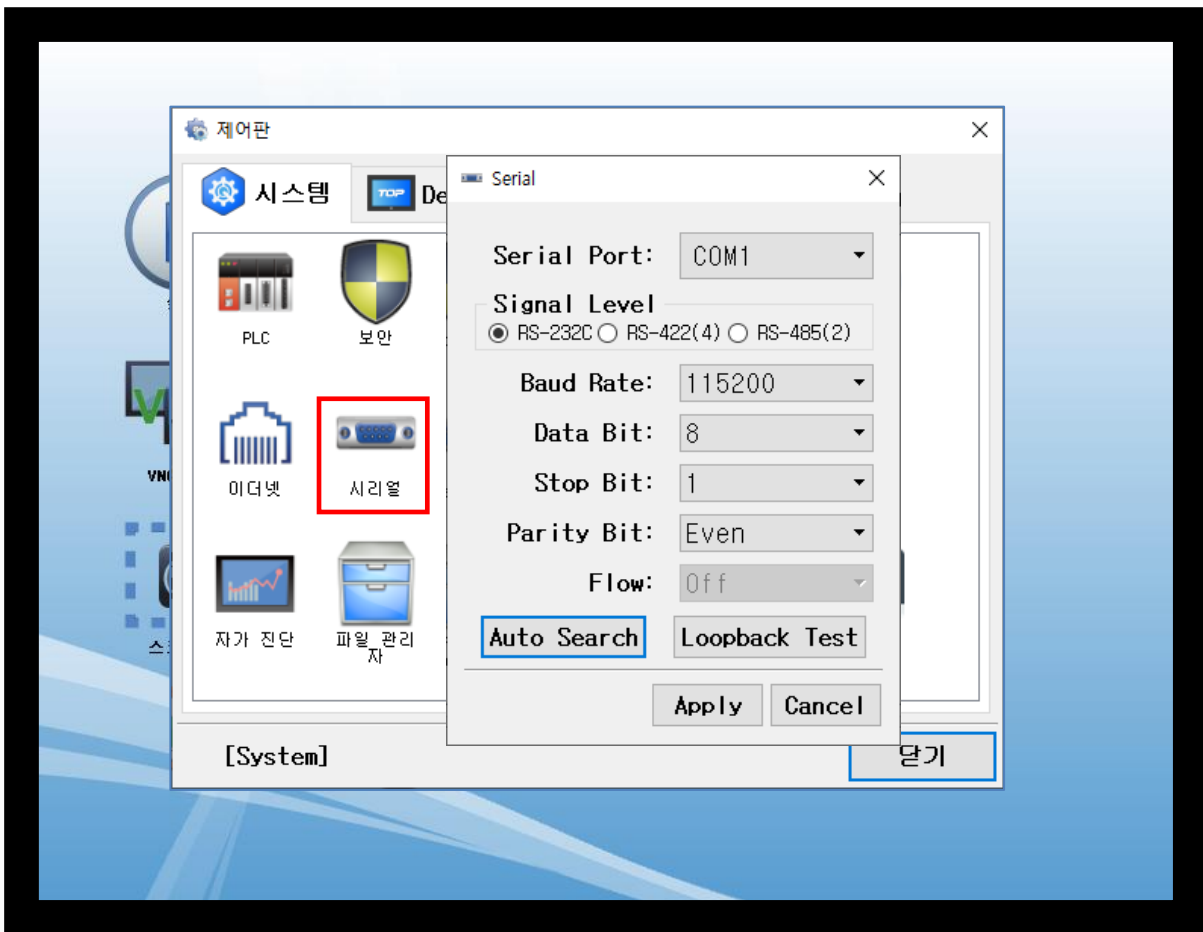 제어판
시스템
TOP
De
Serial
Serial Port: COM1
Signal Level
RS-232C RS-422(4) RS-485(2)
Baud Rate: 115200
Data Bit: 8
Stop Bit: 1
Parity Bit: Even
Flow: Off
Auto Search Loopback Test
Apply Cancel
PLC
보안
이더넷
시리얼
자가 진단
파일 관리
자
VN
스
[System]
닫기